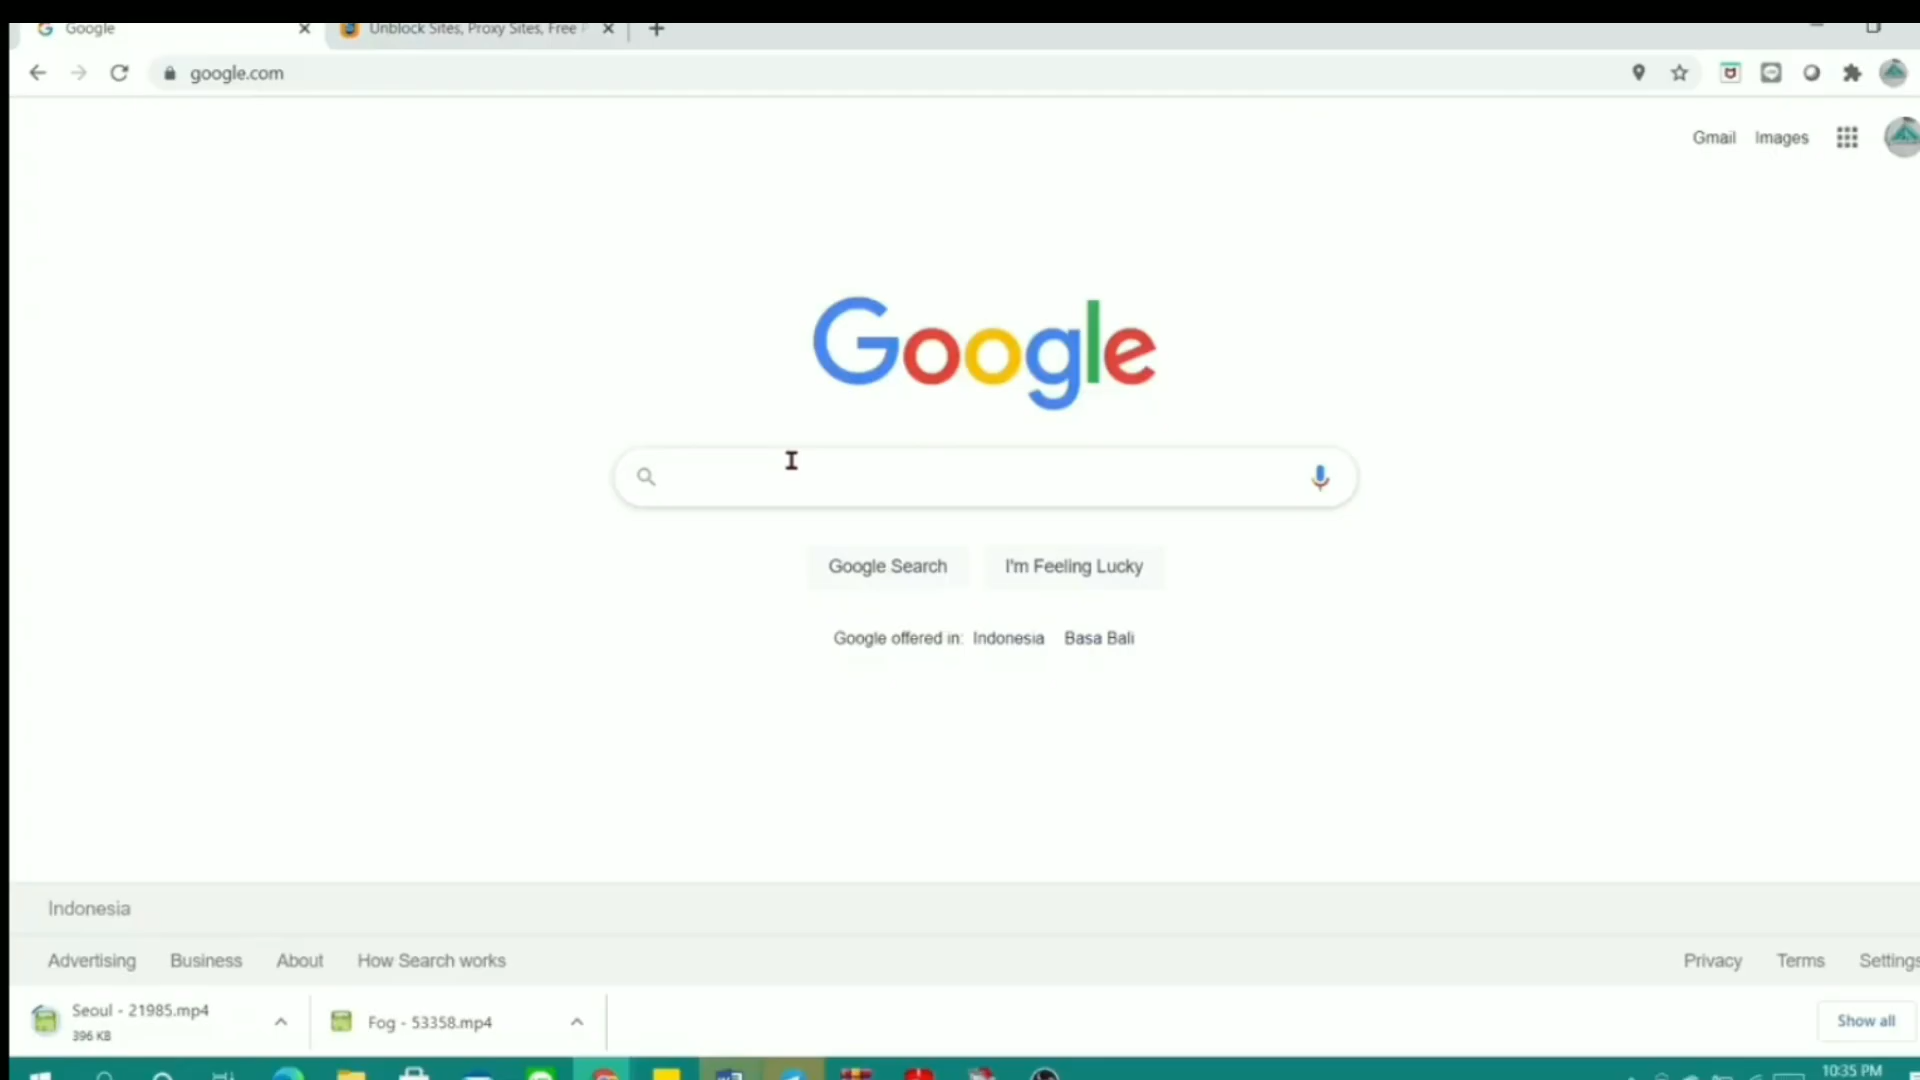 Google
Unblock Sites, Proxy Sites, Free
google.com
Gmail Images
Google
Google Search I'm Feeling Lucky
Google offered in: Indonesia Basa Bali
Indonesia
Advertising Business About How Search works
Privacy Terms Settings
Seoul - 21985.mp4
396 KB
Fog - 53358.mp4
Show all
10:35 PM